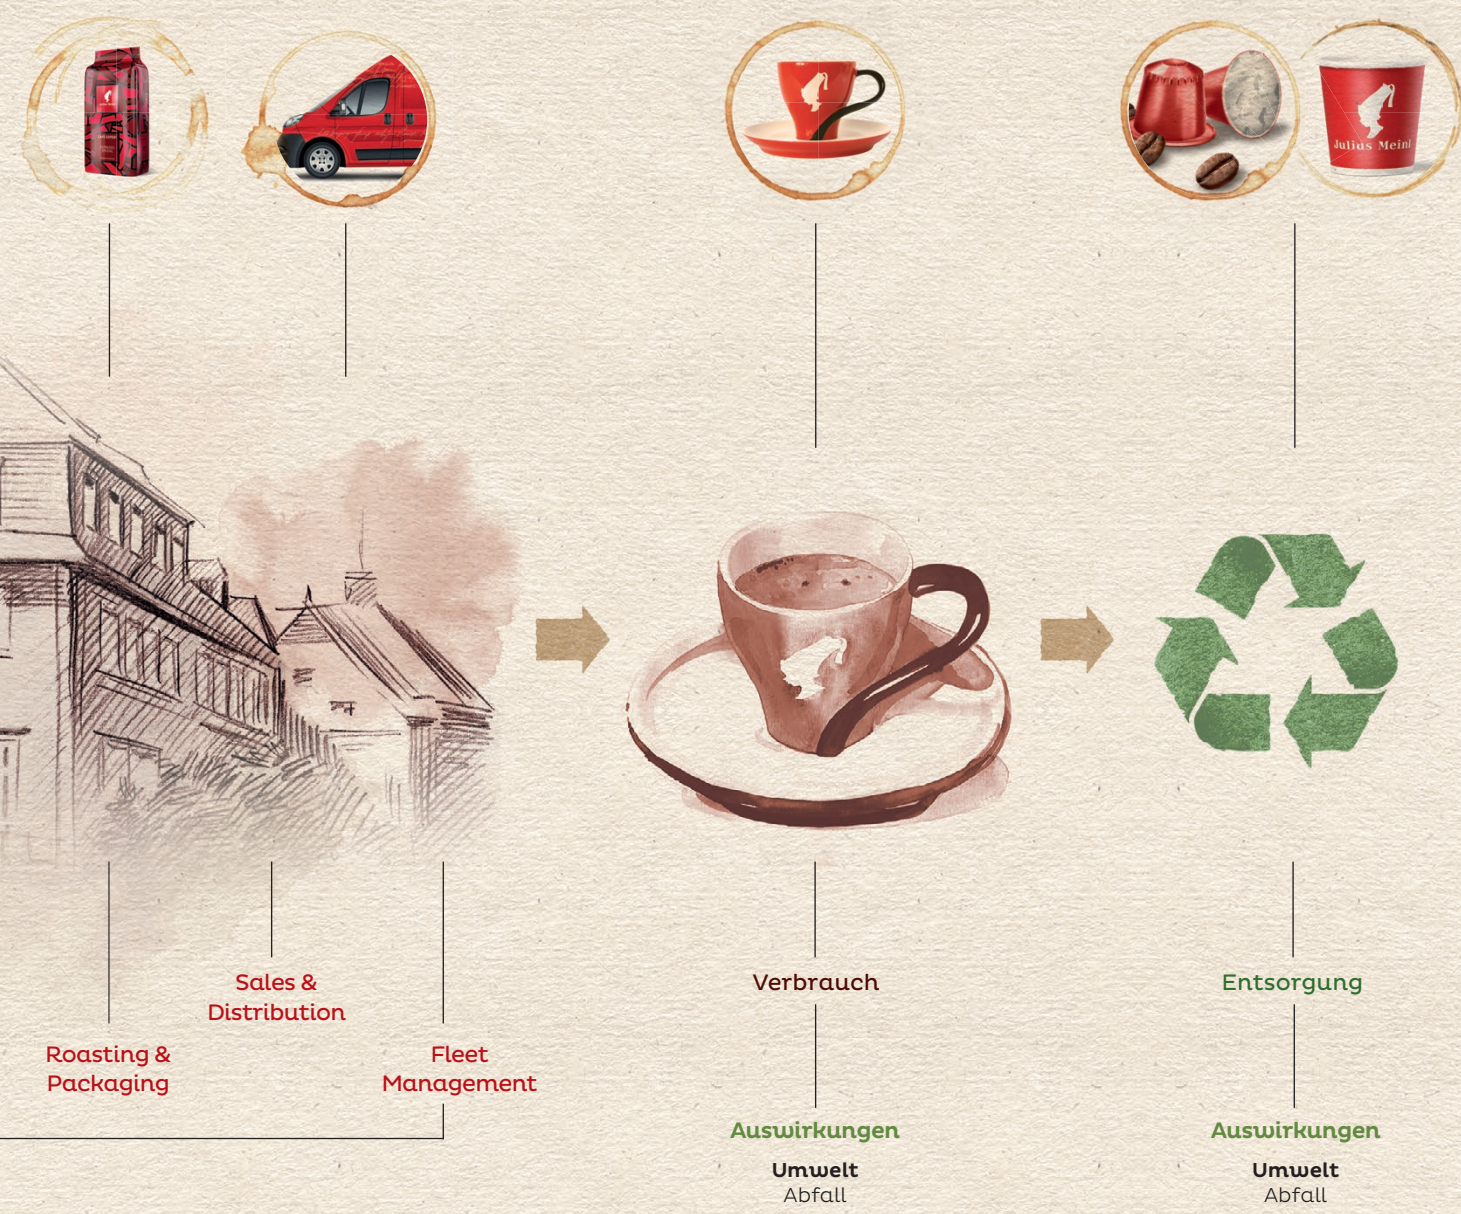 Julius Meinl
Sales &
Distribution
Roasting &
Packaging
Fleet
Management
Verbrauch
Auswirkungen
Umwelt
Abfall
Entsorgung
Auswirkungen
Umwelt
Abfall